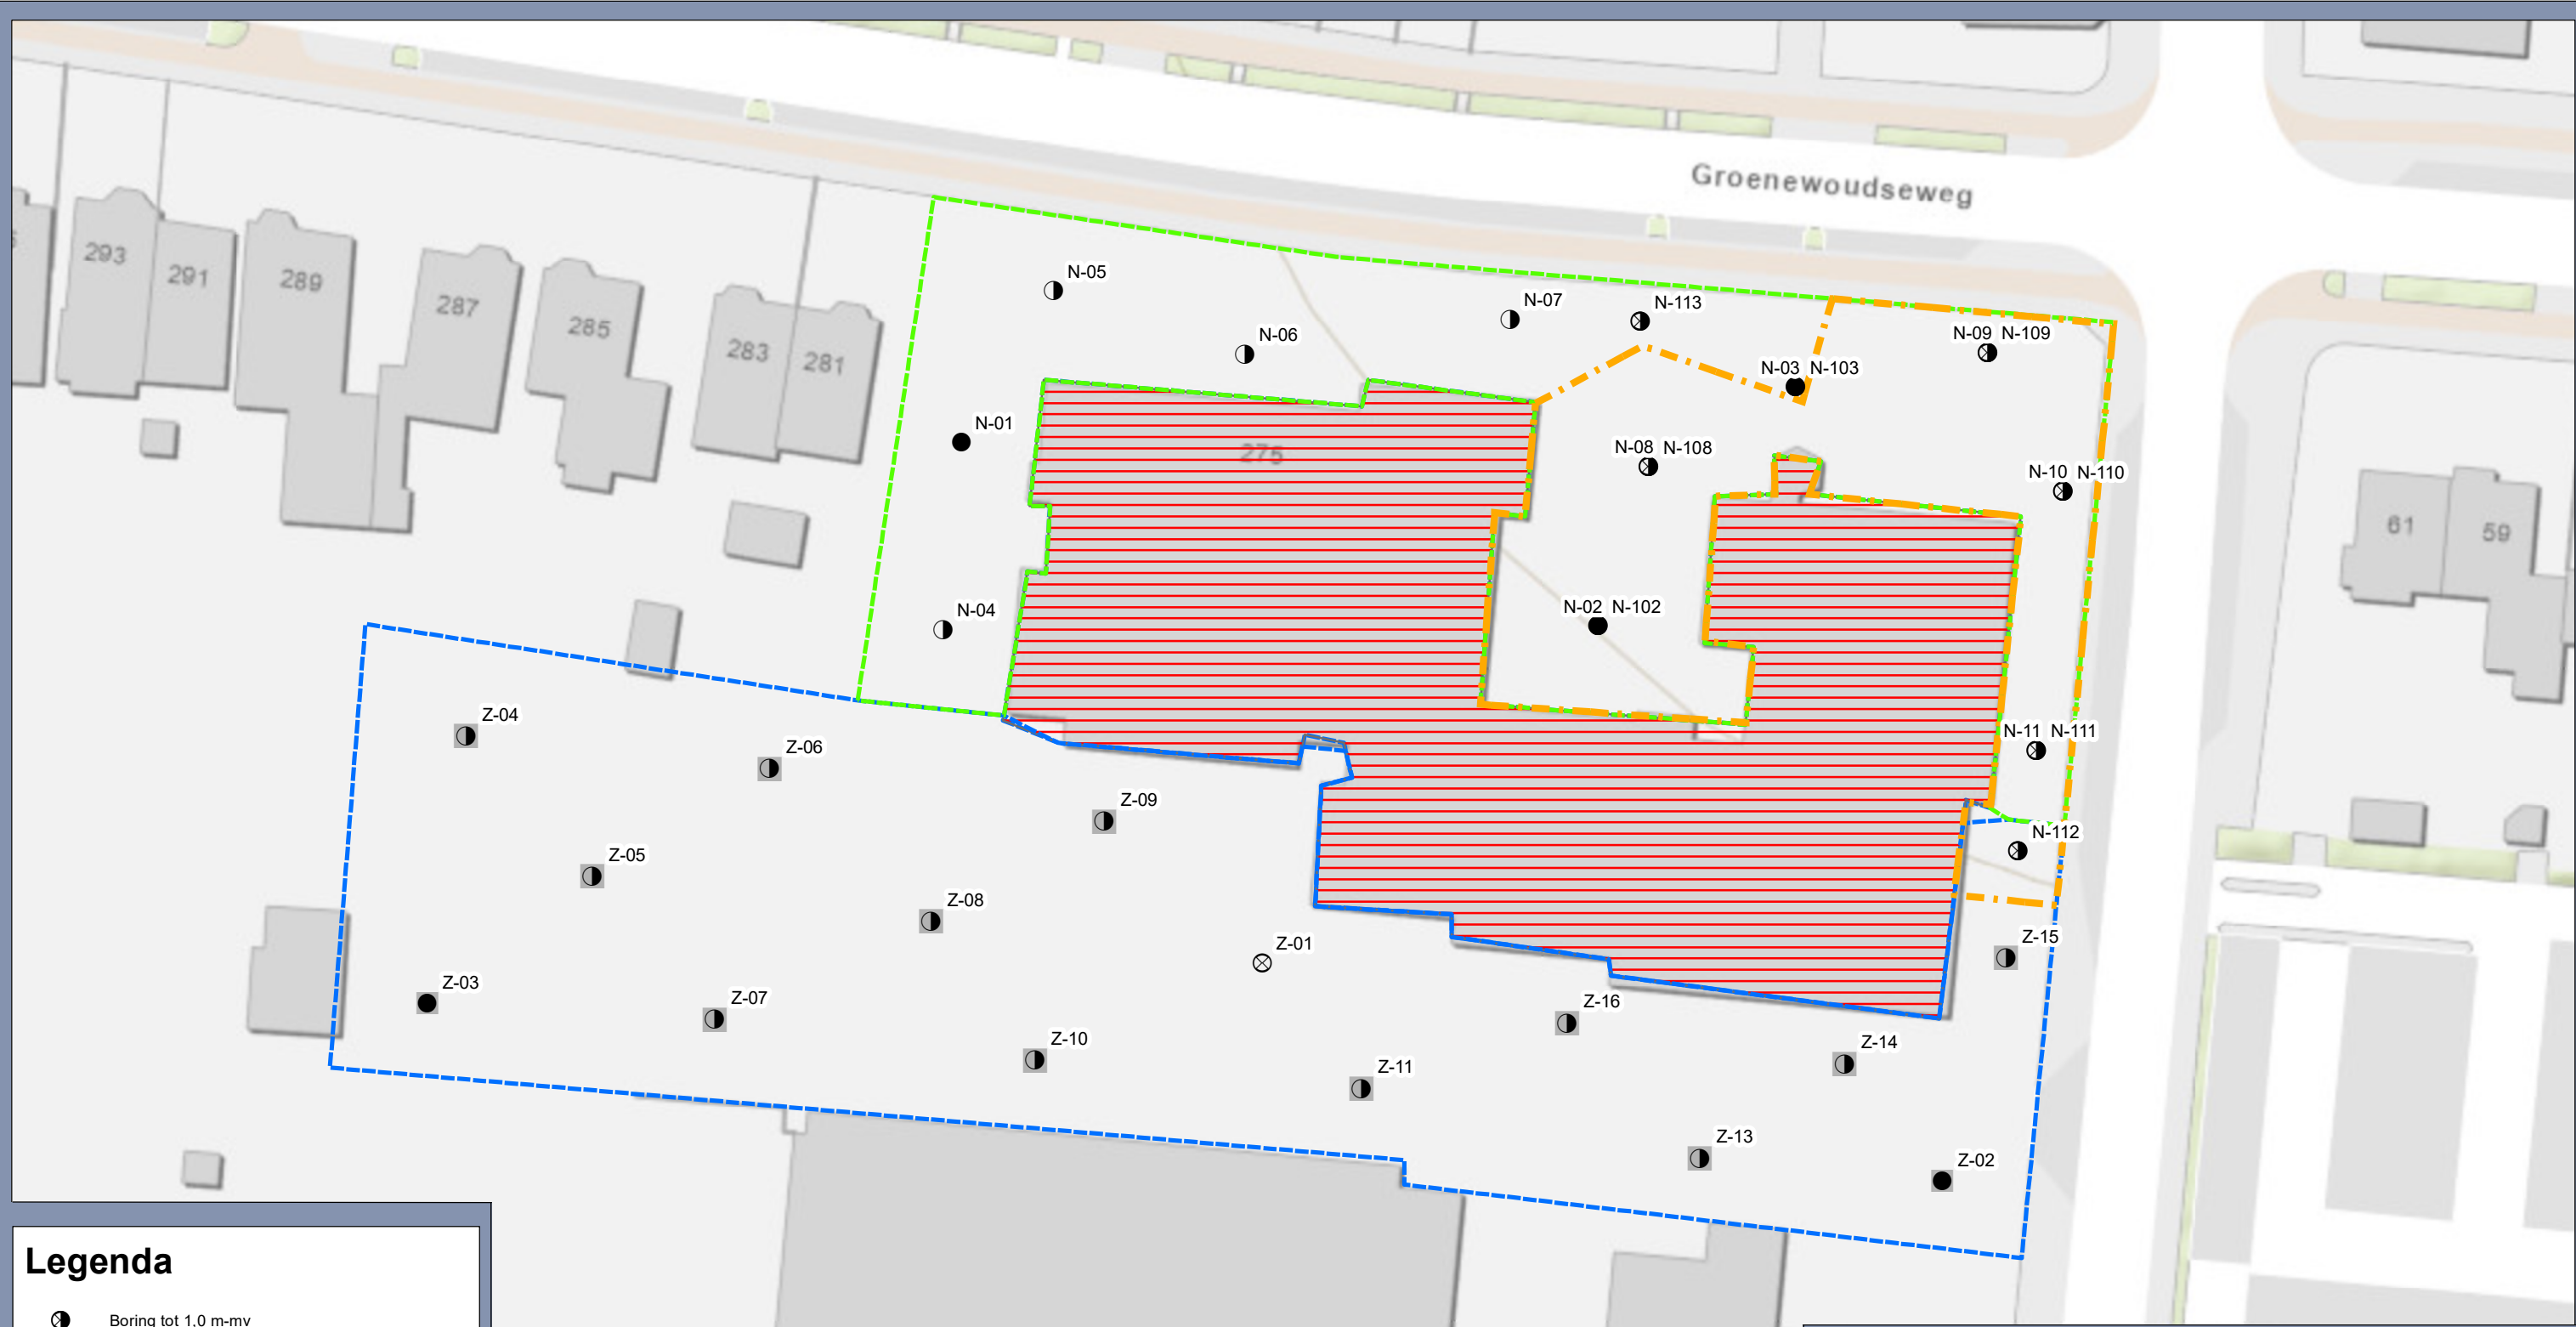 Groenewoudseweg
293
291
289
287
285
283
281
275
61
59
N-05
N-06
N-07
N-113
N-09 N-109
N-03 N-103
N-01
N-08 N-108
N-10 N-110
N-04
N-02 N-102
N-11 N-111
N-112
Z-04
Z-06
Z-09
Z-05
Z-08
Z-01
Z-15
Z-03
Z-07
Z-16
Z-10
Z-14
Z-11
Z-13
Z-02
Legenda
Boring tot 1,0 m-mv